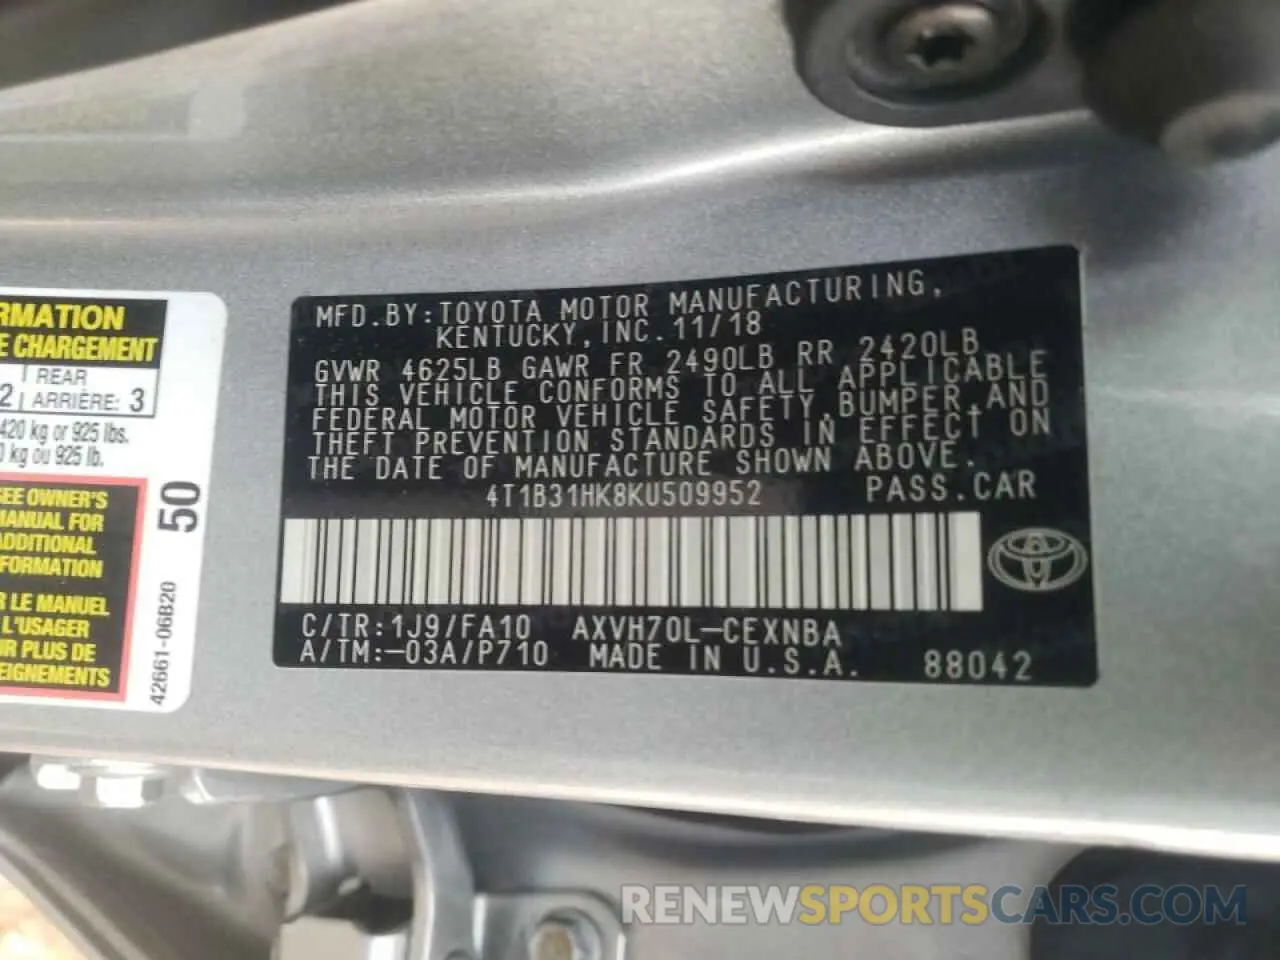 RMATION
E CHARGEMENT
2 REAR
ARRIÈRE: 3
420 kg or 925 lbs.
0 kg ou 925 lb.
SEE OWNER'S
MANUAL FOR
ADDITIONAL
FORMATION
R LE MANUEL
L'USAGER
UR PLUS DE
EIGNEMENTS
50
42661-06B20
MFD.BY:TOYOTA MOTOR MANUFACTURING,
KENTUCKY,INC.11/18
GVWR 4625LB GAWR FR 2490LB RR 2420LB
THIS VEHICLE CONFORMS TO ALL APPLICABLE
FEDERAL MOTOR VEHICLE SAFETY,BUMPER,AND
THEFT PREVENTION STANDARDS IN EFFECT ON
THE DATE OF MANUFACTURE SHOWN ABOVE.
4T1B31HK8KU509952 PASS.CAR
C/TR:1J9/FA10 AXVH70L-CEXNBA
A/TM:-03A/P710 MADE IN U.S.A. 88042
RENEWSPORTSCARS.COM